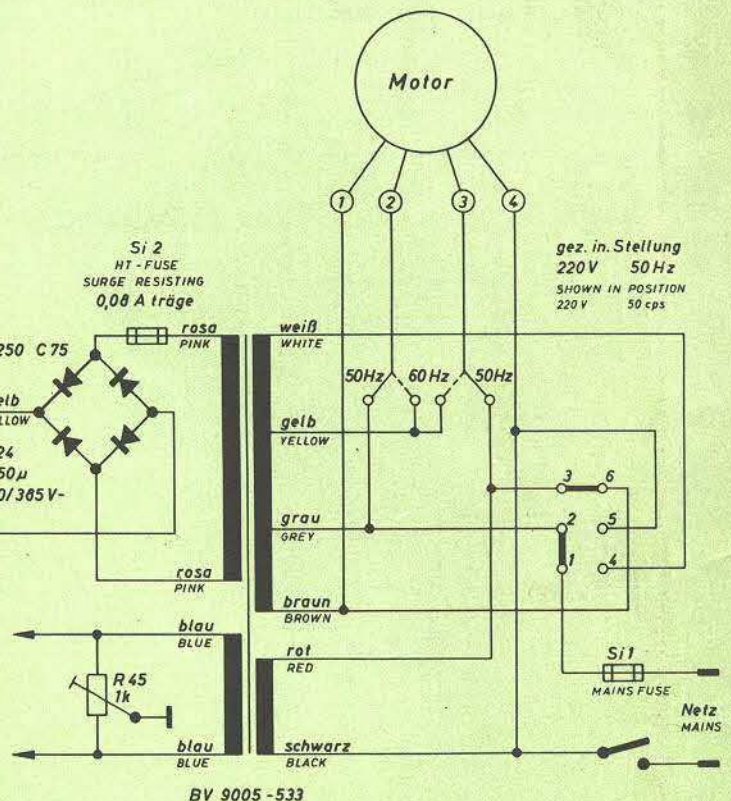 Motor
1
2
3
4
Si 2
HT - FUSE
SURGE RESISTING
0,08 A träge
gez. in. Stellung
220 V 50 Hz
SHOWN IN POSITION
220 V 50 cps
rosa
PINK
weiß
WHITE
250 C 75
50Hz 60Hz 50Hz
elb
LLOW
gelb
YELLOW
24
50µ
0/385V-
3 6
grau
GREY
2 5
1 4
rosa
PINK
braun
BROWN
blau
BLUE
rot
RED
Si 1
MAINS FUSE
R 45
1k
Netz
MAINS
blau
BLUE
schwarz
BLACK
BV 9005 - 533